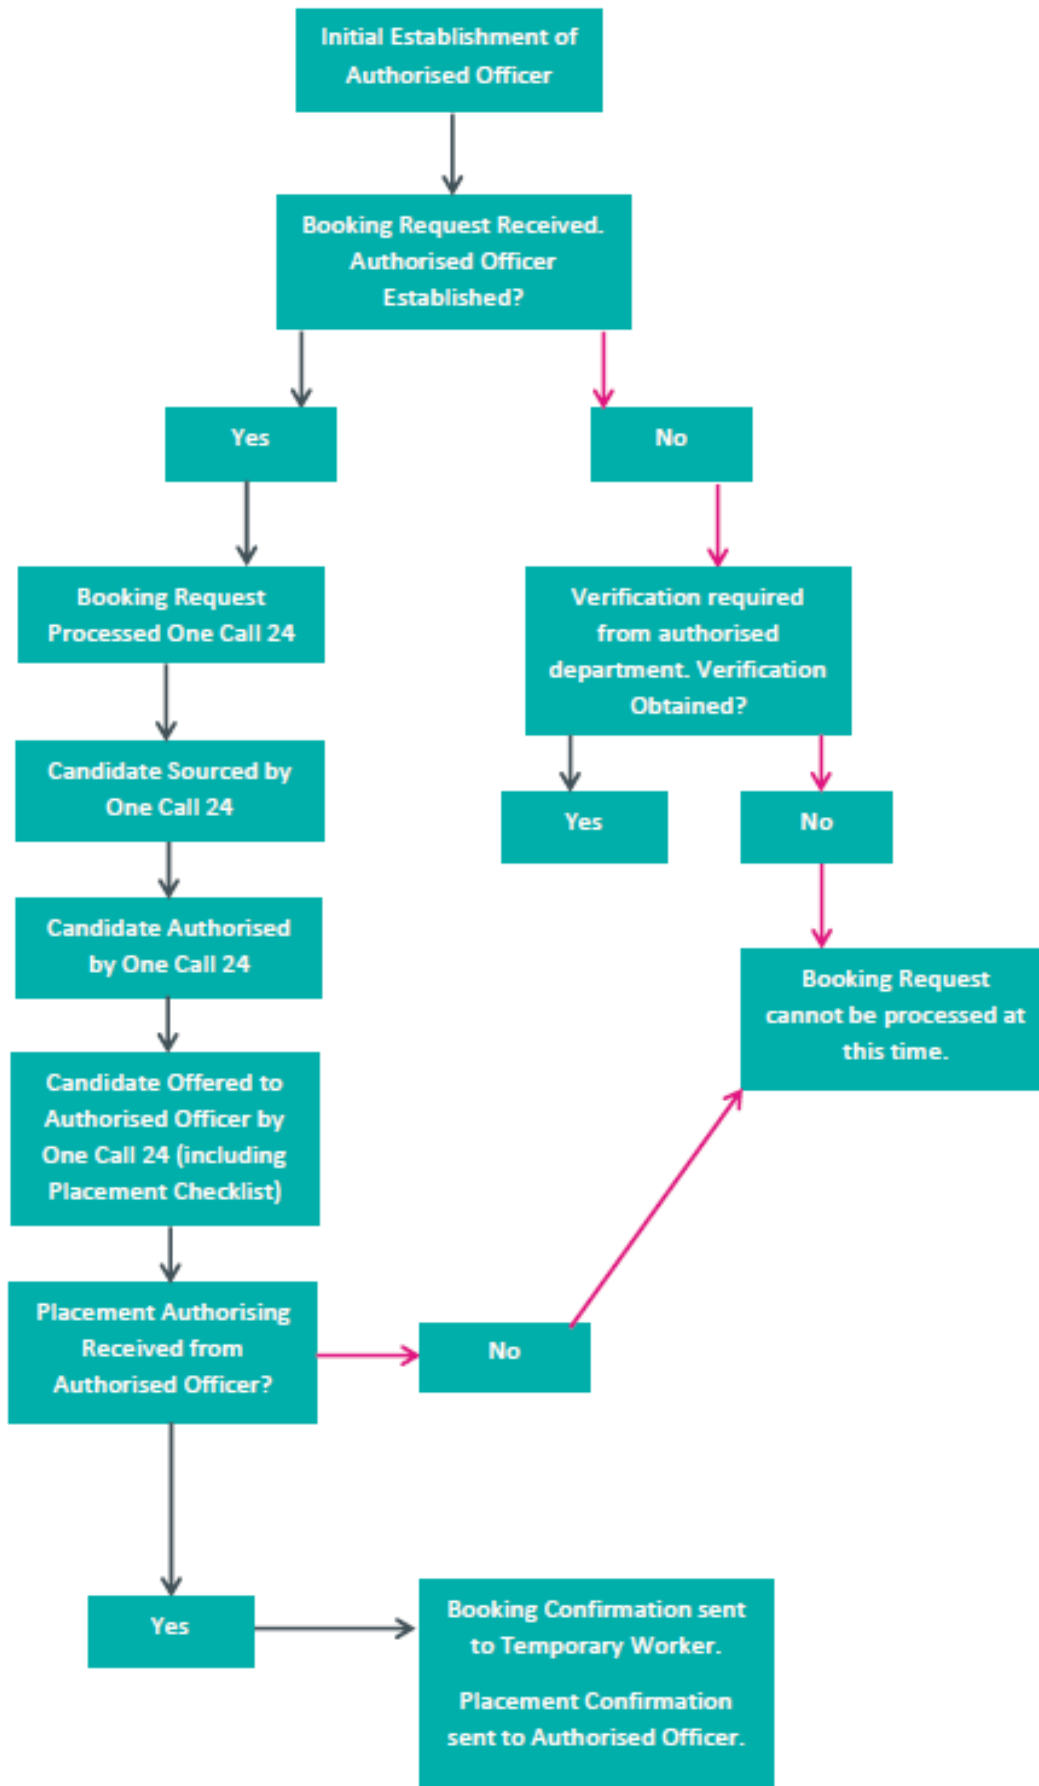 Initial Establishment of
Authorised Officer
Booking Request Received.
Authorised Officer
Established?
Yes
No
Booking Request
Processed One Call 24
Verification required
from authorised
department. Verification
Obtained?
Candidate Sourced by
One Call 24
Yes
No
Candidate Authorised
by One Call 24
Booking Request
cannot be processed at
this time.
Candidate Offered to
Authorised Officer by
One Call 24 (including
Placement Checklist)
Placement Authorising
Received from
Authorised Officer?
No
Yes
Booking Confirmation sent
to Temporary Worker.
Placement Confirmation
sent to Authorised Officer.